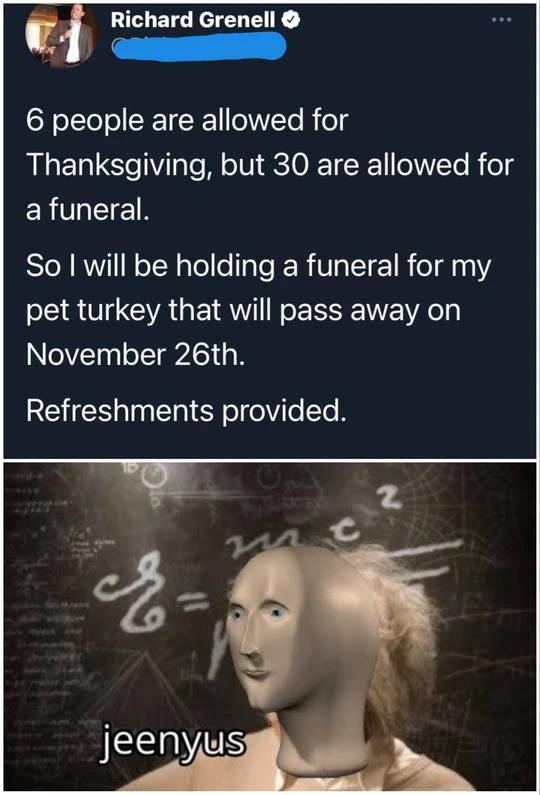 Richard Grenell
6 people are allowed for
Thanksgiving, but 30 are allowed for
a funeral.
So I will be holding a funeral for my
pet turkey that will pass away on
November 26th.
Refreshments provided.
mc²
E =
jeenyus